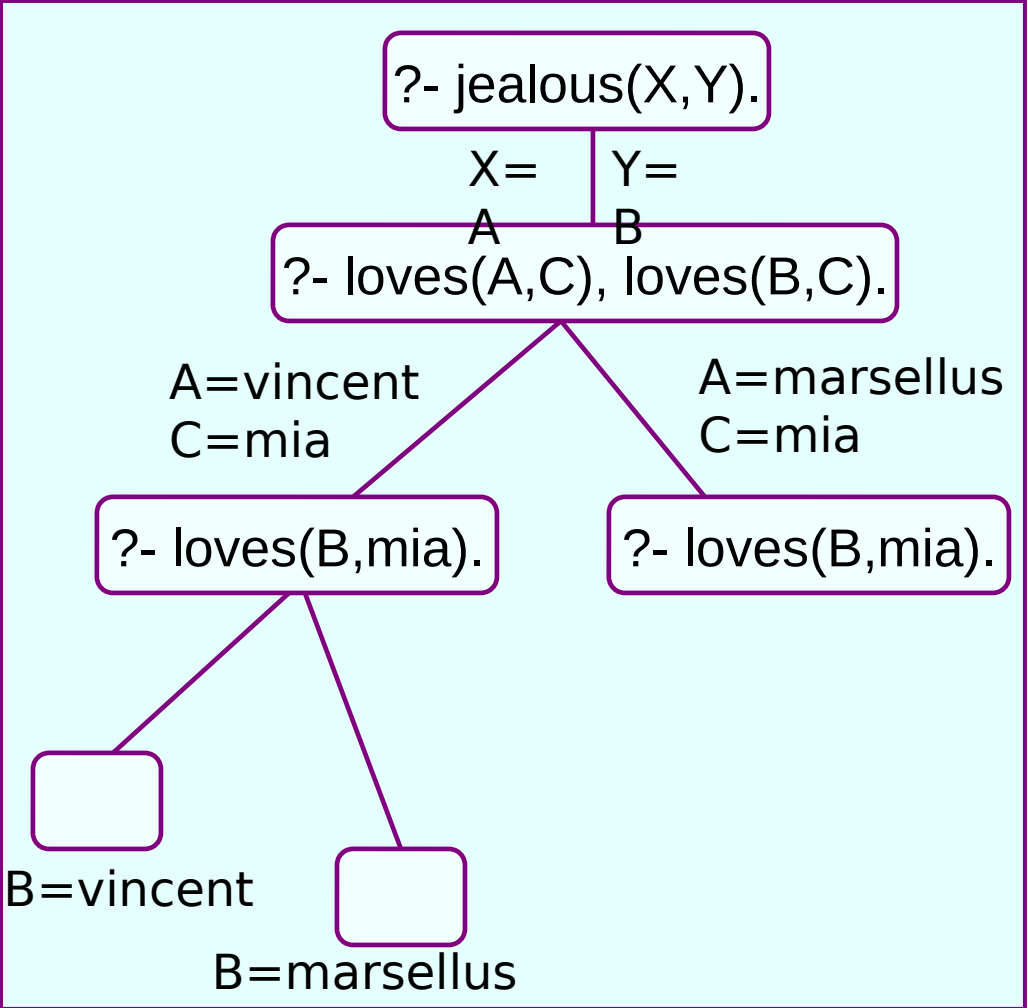 ?- jealous(X,Y).
X= Y=
A B
?- loves(A,C), loves(B,C).
A=vincent
C=mia
A=marsellus
C=mia
?- loves(B,mia).
?- loves(B,mia).
B=vincent
B=marsellus